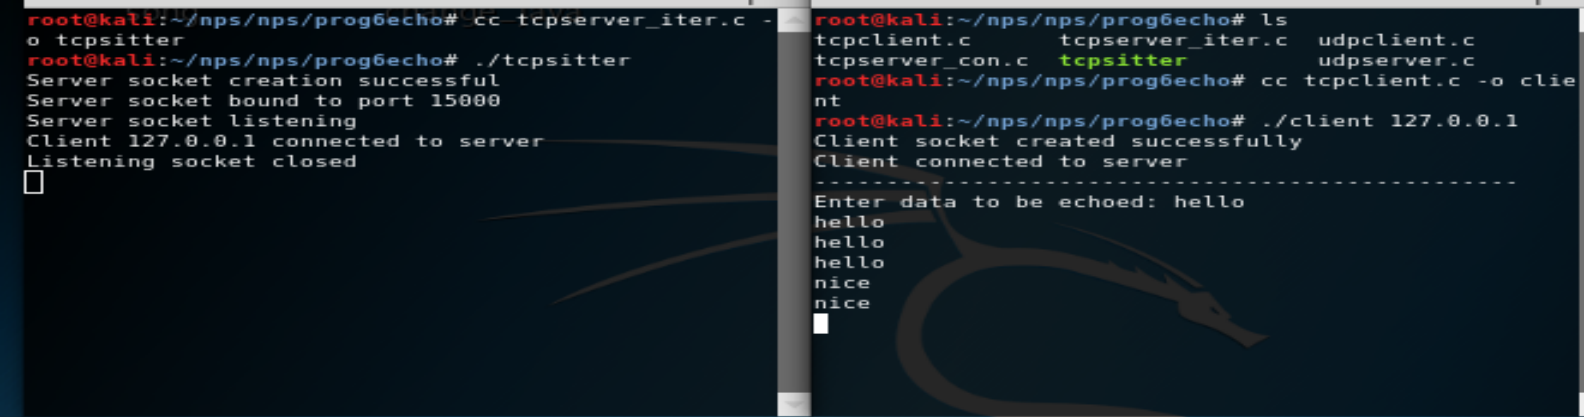 root@kali:~/nps/nps/prog6echo# cc tcpserver_iter.c -
o tcpsitter
root@kali:~/nps/nps/prog6echo# ./tcpsitter
Server socket creation successful
Server socket bound to port 15000
Server socket listening
Client 127.0.0.1 connected to server
Listening socket closed
root@kali:~/nps/nps/prog6echo# ls
tcpclient.c      tcpserver_iter.c  udpclient.c
tcpserver_con.c  tcpsitter         udpserver.c
root@kali:~/nps/nps/prog6echo# cc tcpclient.c -o clie
nt
root@kali:~/nps/nps/prog6echo# ./client 127.0.0.1
Client socket created successfully
Client connected to server
-------------------------------------------------
Enter data to be echoed: hello
hello
hello
hello
nice
nice